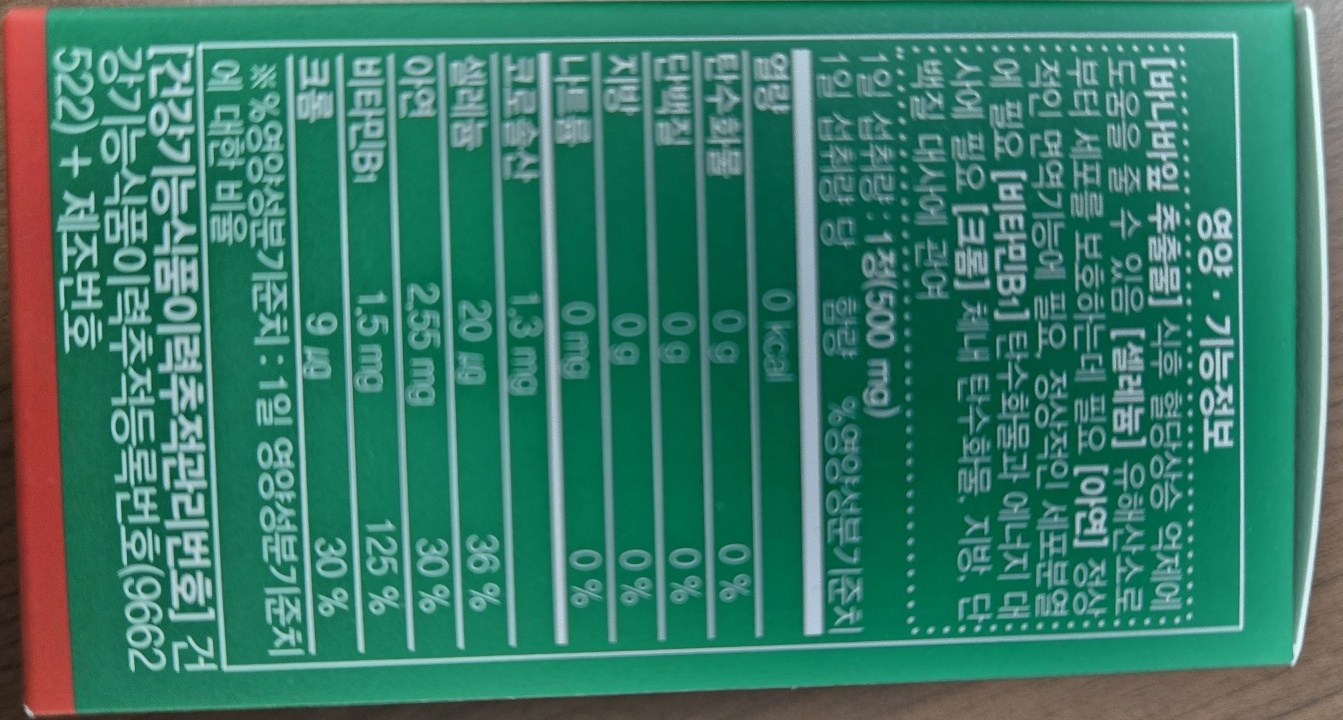 영양·기능정보
[바나바잎 추출물] 식후 혈당상승 억제에
도움을 줄 수 있음 [셀레늄] 유해산소로
부터 세포를 보호하는데 필요 [아연] 정상
적인 면역기능에 필요, 정상적인 세포분열
에 필요 [비타민B1] 탄수화물과 에너지 대
사에 필요 [크롬] 체내 탄수화물, 지방, 단
백질 대사에 관여
1일 섭취량 : 1정(500 mg)
1일 섭취량 당 함량 %영양성분기준치
열량 0 kcal
탄수화물 0 g 0 %
단백질 0 g 0 %
지방 0 g 0 %
나트륨 0 mg 0 %
코로솔산 1.3 mg
셀레늄 20 µg 36 %
아연 2.55 mg 30 %
비타민B1 1.5 mg 125 %
크롬 9 µg 30 %
※%영양성분기준치 : 1일 영양성분기준치
에 대한 비율
[건강기능식품이력추적관리번호] 건
강기능식품이력추적등록번호(9662
522) + 제조번호